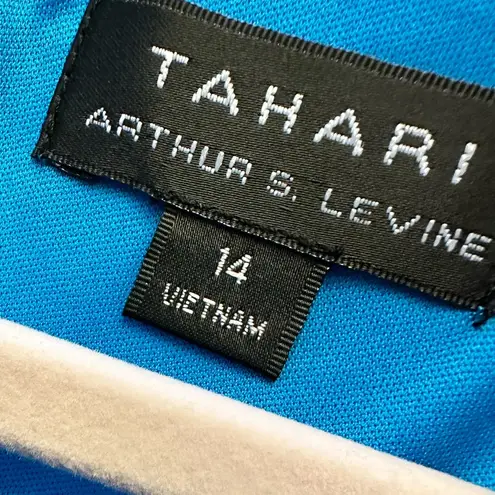 TAHARI
ARTHUR S. LEVINE
14
VIETNAM